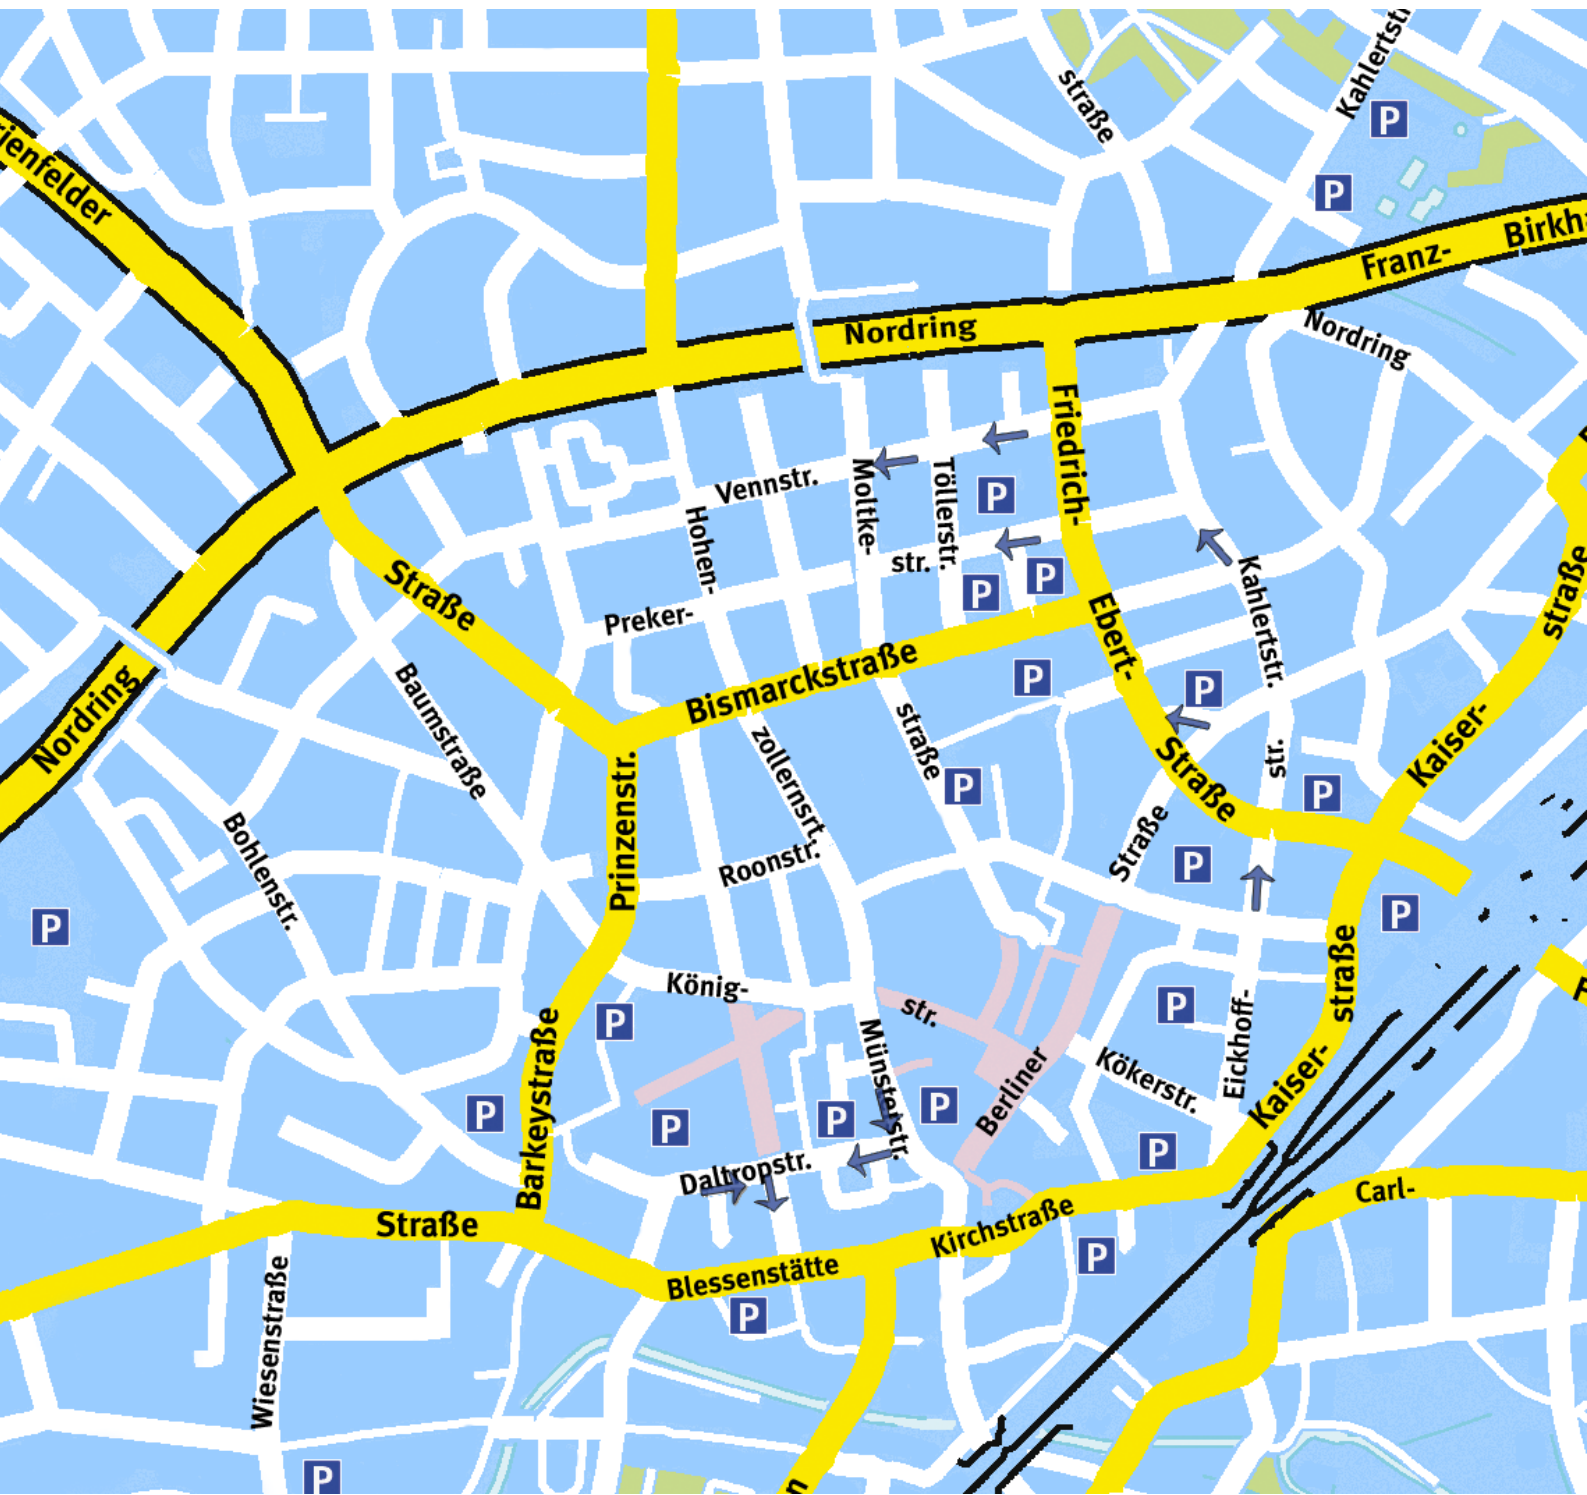 Kahlertstr
straße
P
rienfelder
P
Birkh
Franz-
Nordring
Nordring
Friedrich-
Vennstr.
Moltke-
Töllerstr.
P
Hohen-
str.
P
P
Straße
Preker-
Ebert-
Kahlertstr.
straße
Bismarckstraße
P
P
Nordring
Baumstraße
straße
zollernsrt.
Straße
str.
Kaiser-
P
P
Prinzenstr.
Bohlenstr.
Roonstr.
Straße
P
P
P
König-
str.
straße
P
P
Münsterstr.
Eickhoff-
Barkeystraße
Berliner
Kökerstr.
Kaiser-
P
P
P
P
P
Daltropstr.
Carl-
Straße
Kirchstraße
P
Blessenstätte
P
Wiesenstraße
P
n